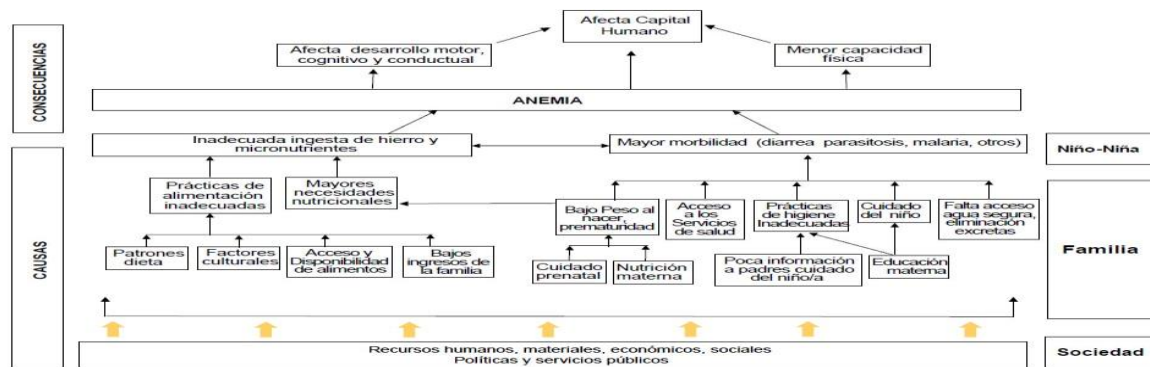 CONSECUENCIAS
Afecta Capital
Humano
Afecta desarrollo motor,
cognitivo y conductual
Menor capacidad
física
ANEMIA
CAUSAS
Inadecuada ingesta de hierro y
micronutrientes
Mayor morbilidad (diarrea parasitosis, malaria, otros)
Niño-Niña
Prácticas de
alimentación
inadecuadas
Mayores
necesidades
nutricionales
Bajo Peso al
nacer,
prematuridad
Acceso
a los
Servicios
de salud
Prácticas
de higiene
Inadecuadas
Cuidado
del niño
Falta acceso
agua segura,
eliminación
excretas
Familia
Patrones
dieta
Factores
culturales
Acceso y
Disponibilidad
de alimentos
Bajos
ingresos de
la familia
Cuidado
prenatal
Nutrición
materna
Poca información
a padres cuidado
del niño/a
Educación
materna
Recursos humanos, materiales, económicos, sociales
Políticas y servicios públicos
Sociedad